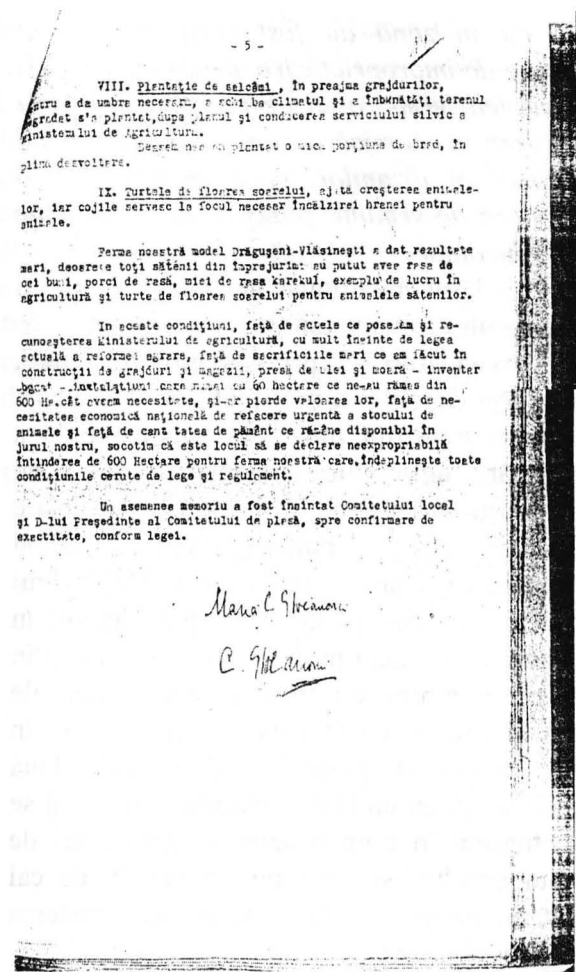 - 5 -
VIII. Plantație de salcâmi , în preajma grajdurilor,
pentru a da umbra necesară, a schimba climatul și a înbunătăți terenul
degradat s'a plantat,după planul și conducerea serviciului silvic a
ministerului de Agricultura.
plantat o mică porțiune de brad, în
plină dezvoltare.
IX. Turtele de floarea soarelui, ajută creșterea animale-
lor, iar cojile servesc la focul necesar încălzirei hranei pentru
animale.
Ferma noastră model Drăgușeni-Vlăsinești a dat rezultate
mari, deoarece toți sătenii din împrejurimi au putut avea rase de
cei buni, porci de rasă, miei de rasa karakul, exemplu de lucru în
agricultură și turte de floarea soarelui pentru animalele sătenilor.
In aceste condițiuni, față de actele ce posedăm și re-
cunoașterea Ministerului de agricultură, cu mult înainte de legea
actuală a reformei agrare, față de sacrificiile mari ce am făcut în
construcții de grajduri și magazii, presă de ulei și moară - inventar
bogat - instalațiuni care numai cu 60 hectare ce ne-au rămas din
600 Ha.cât avem necesitate, și-ar pierde valoarea lor, față de ne-
cesitatea economică națională de refacere urgentă a stocului de
animale și față de cantitatea de pământ ce rămâne disponibil în
jurul nostru, socotim că este locul să se declare neexpropriabilă
întinderea de 600 Hectare pentru ferma noastră care,îndeplinește toate
condițiunile cerute de lege și regulament.
Un asemenea memoriu a fost înaintat Comitetului local
și D-lui Președinte al Comitetului de plasă, spre confirmare de
exactitate, conform legei.
Maria C.
C.